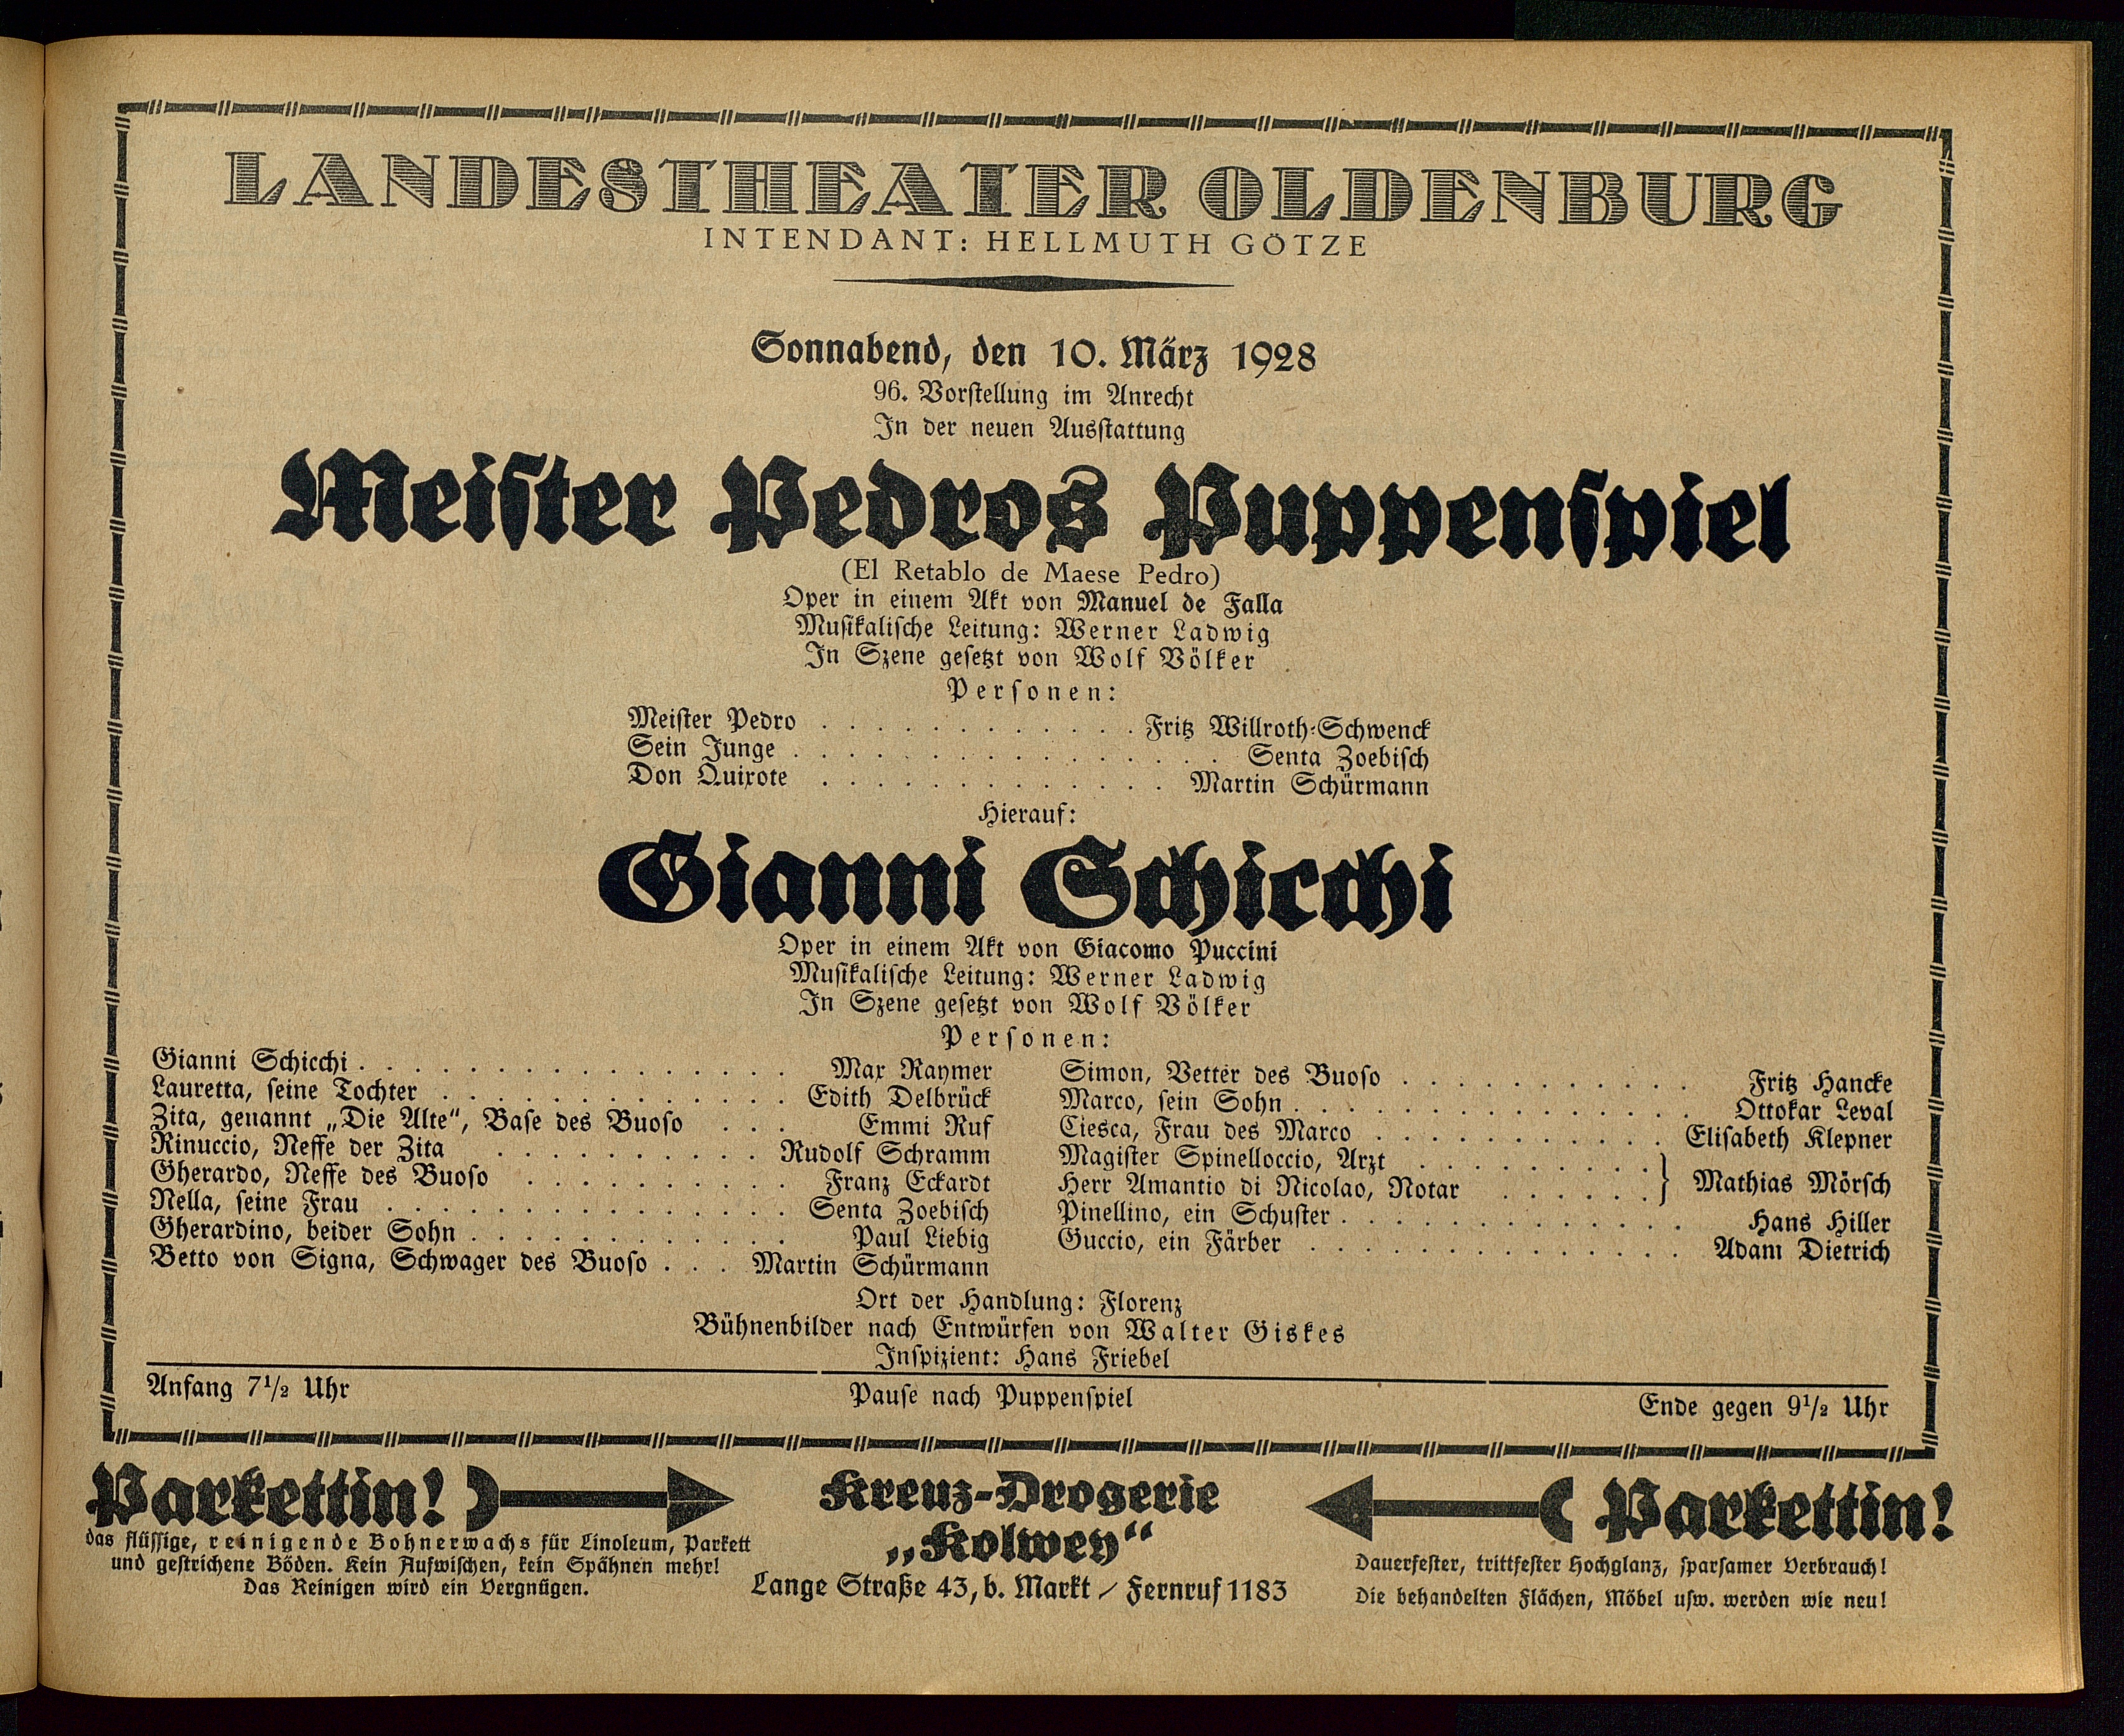 LANDESTHEATER OLDENBURG
INTENDANT: HELLMUTH GÖTZE
Sonnabend, den 10. März 1928
96. Vorstellung im Anrecht
In der neuen Ausstattung
Meister Pedros Puppenspiel
(El Retablo de Maese Pedro)
Oper in einem Akt von Manuel de Falla
Musikalische Leitung: Werner Ladwig
In Szene gesetzt von Wolf Völker
Personen:
Meister Pedro . . . . . . . . . . . . Fritz Willroth-Schwenck
Sein Junge . . . . . . . . . . . . . . . . Senta Zoebisch
Don Quixote . . . . . . . . . . . . . Martin Schürmann
Hierauf:
Gianni Schicchi
Oper in einem Akt von Giacomo Puccini
Musikalische Leitung: Werner Ladwig
In Szene gesetzt von Wolf Völker
Personen:
Gianni Schicchi . . . . . . . . . . . . . . . . Max Raymer
Lauretta, seine Tochter . . . . . . . . . . . . . Edith Delbrück
Zita, genannt „Die Alte“, Base des Buoso . . . Emmi Ruf
Rinuccio, Neffe der Zita . . . . . . . . . . Rudolf Schramm
Gherardo, Neffe des Buoso . . . . . . . . . . Franz Eckardt
Nella, seine Frau . . . . . . . . . . . . . . . Senta Zoebisch
Gherardino, beider Sohn . . . . . . . . . . . . Paul Liebig
Betto von Signa, Schwager des Buoso . . . Martin Schürmann
Simon, Vetter des Buoso . . . . . . . . . . . Fritz Hancke
Marco, sein Sohn . . . . . . . . . . . . . . . Ottokar Leval
Ciesca, Frau des Marco . . . . . . . . . . . Elisabeth Klepner
Magister Spinelloccio, Arzt . . . . . . . . .
Herr Amantio di Nicolao, Notar . . . . . . } Mathias Mörsch
Pinellino, ein Schuster . . . . . . . . . . . . . Hans Hiller
Guccio, ein Färber . . . . . . . . . . . . . . Adam Dietrich
Ort der Handlung: Florenz
Bühnenbilder nach Entwürfen von Walter Giskes
Inspizient: Hans Friebel
Anfang 7½ Uhr
Pause nach Puppenspiel
Ende gegen 9½ Uhr
Parkettin!
das flüssige, reinigende Bohnerwachs für Linoleum, Parkett
und gestrichene Böden. Kein Aufwischen, kein Spähnen mehr!
Das Reinigen wird ein Vergnügen.
Kreuz-Drogerie
„Kolwey“
Lange Straße 43, b. Markt / Fernruf 1183
Parkettin!
Dauerfester, trittfester Hochglanz, sparsamer Verbrauch!
Die behandelten Flächen, Möbel usw. werden wie neu!